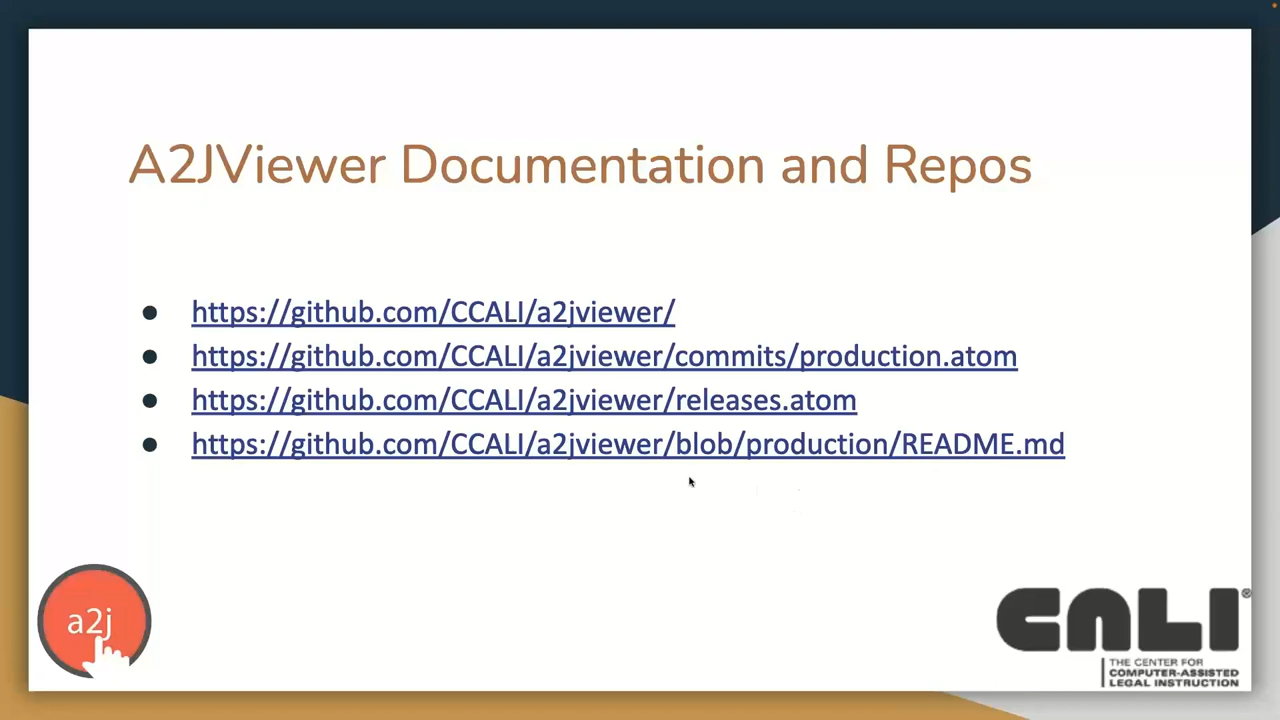 A2JViewer Documentation and Repos
● https://github.com/CCALI/a2jviewer/
● https://github.com/CCALI/a2jviewer/commits/production.atom
● https://github.com/CCALI/a2jviewer/releases.atom
● https://github.com/CCALI/a2jviewer/blob/production/README.md
a2j
CALI®
THE CENTER FOR
COMPUTER-ASSISTED
LEGAL INSTRUCTION